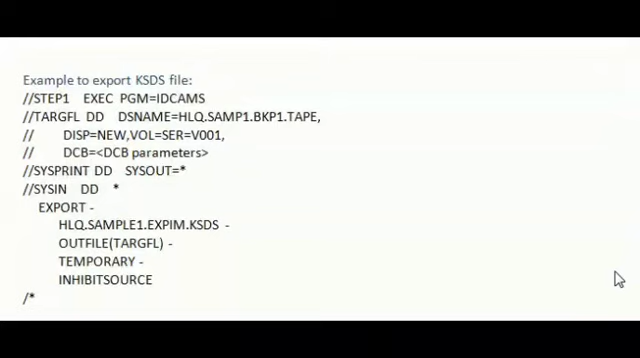 Example to export KSDS file:
//STEP1 EXEC PGM=IDCAMS
//TARGFL DD DSNAME=HLQ.SAMP1.BKP1.TAPE,
// DISP=NEW,VOL=SER=V001,
// DCB=<DCB parameters>
//SYSPRINT DD SYSOUT=*
//SYSIN DD *
EXPORT -
HLQ.SAMPLE1.EXPIM.KSDS -
OUTFILE(TARGFL) -
TEMPORARY -
INHIBITSOURCE
/*